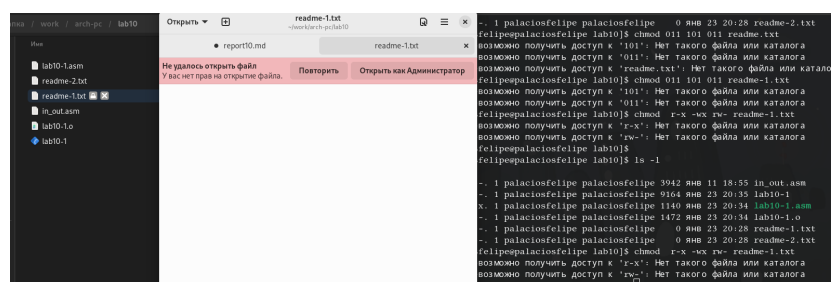 пка / work / arch-pc / lab10
Имя
lab10-1.asm
readme-2.txt
readme-1.txt
in_out.asm
lab10-1.o
lab10-1
Открыть
readme-1.txt
~/work/arch-pc/lab10
report10.md
readme-1.txt
Не удалось открыть файл
У вас нет прав на открытие файла.
Повторить
Открыть как Администратор
-. 1 palaciosfelipe palaciosfelipe 0 янв 23 20:28 readme-2.txt
felipe@palaciosfelipe lab10]$ chmod 011 101 011 readme.txt
возможно получить доступ к '101': Нет такого файла или каталога
возможно получить доступ к '011': Нет такого файла или каталога
возможно получить доступ к 'readme.txt': Нет такого файла или катало
felipe@palaciosfelipe lab10]$ chmod 011 101 011 readme-1.txt
возможно получить доступ к '101': Нет такого файла или каталога
возможно получить доступ к '011': Нет такого файла или каталога
felipe@palaciosfelipe lab10]$ chmod r-x -wx rw- readme-1.txt
возможно получить доступ к 'r-x': Нет такого файла или каталога
возможно получить доступ к 'rw-': Нет такого файла или каталога
felipe@palaciosfelipe lab10]$
felipe@palaciosfelipe lab10]$ ls -l
-. 1 palaciosfelipe palaciosfelipe 3942 янв 11 18:55 in_out.asm
-. 1 palaciosfelipe palaciosfelipe 9164 янв 23 20:35 lab10-1
x. 1 palaciosfelipe palaciosfelipe 1140 янв 23 20:34 lab10-1.asm
-. 1 palaciosfelipe palaciosfelipe 1472 янв 23 20:34 lab10-1.o
-. 1 palaciosfelipe palaciosfelipe 0 янв 23 20:28 readme-1.txt
-. 1 palaciosfelipe palaciosfelipe 0 янв 23 20:28 readme-2.txt
felipe@palaciosfelipe lab10]$ chmod r-x -wx rw- readme-1.txt
возможно получить доступ к 'r-x': Нет такого файла или каталога
возможно получить доступ к 'rw-': Нет такого файла или каталога